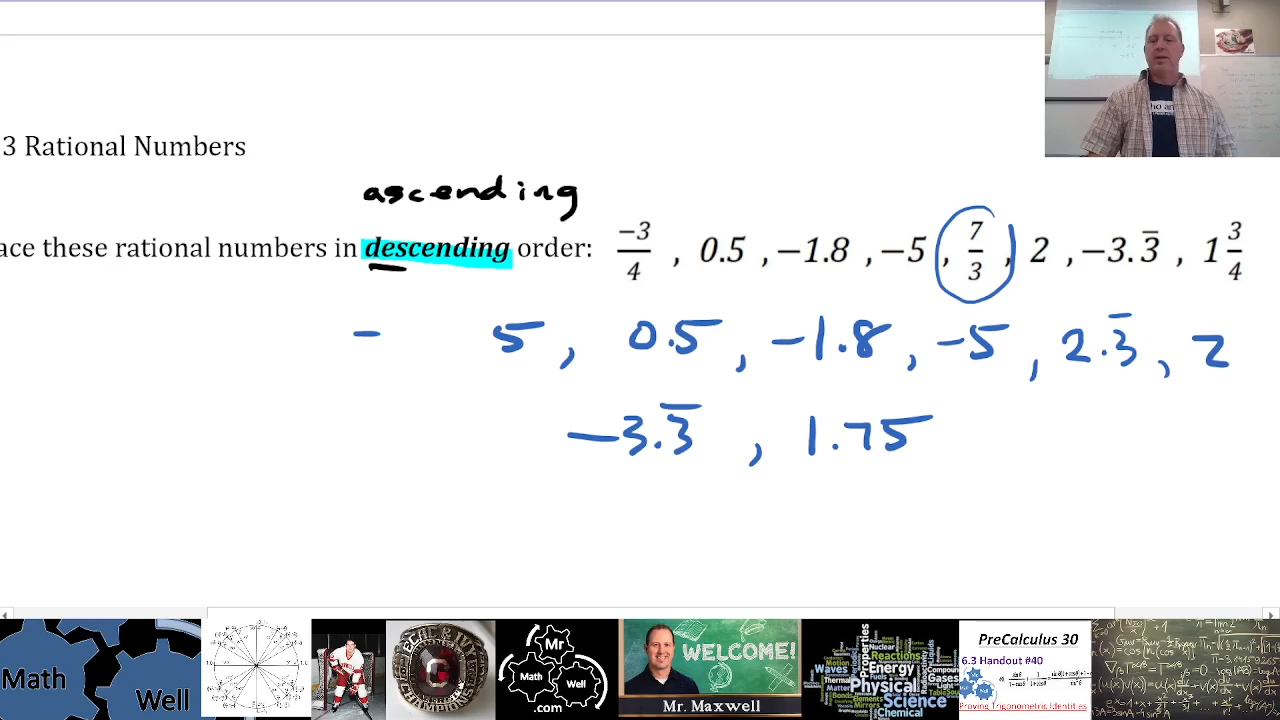 3 Rational Numbers
ascending
ace these rational numbers in descending order: -3/4 , 0.5 , -1.8 , -5 , 7/3 , 2 , -3.3̅ , 1 3/4
- 5 , 0.5 , -1.8 , -5 , 2.3̅ , 2
-3.3̅ , 1.75
Math Well
Mr Math Well .com
WELCOME!
Mr. Maxwell
Properties
Nuclear
Reactions
Motion
Waves
Energy
Thermal
Matter
Physical
Science
Chemical
Gases
Fluids
PreCalculus 30
6.3 Handout #40
Proving Trigonometric Identities